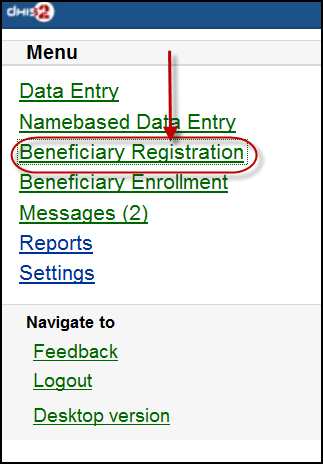 dhis2
Menu
Data Entry
Namebased Data Entry
Beneficiary Registration
Beneficiary Enrollment
Messages (2)
Reports
Settings
Navigate to
Feedback
Logout
Desktop version